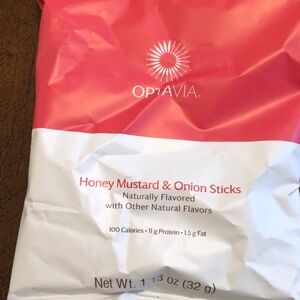 OPTAVIA®
Honey Mustard & Onion Sticks
Naturally Flavored
with Other Natural Flavors
100 Calories • 11 g Protein • 1.5 g Fat
Net Wt. 1.13 oz (32 g)